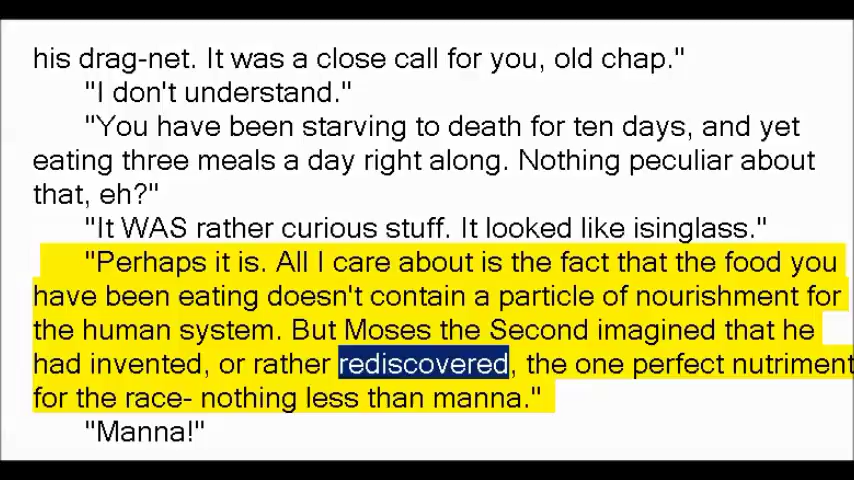 his drag-net. It was a close call for you, old chap."
"I don't understand."
"You have been starving to death for ten days, and yet
eating three meals a day right along. Nothing peculiar about
that, eh?"
"It WAS rather curious stuff. It looked like isinglass."
"Perhaps it is. All I care about is the fact that the food you
have been eating doesn't contain a particle of nourishment for
the human system. But Moses the Second imagined that he
had invented, or rather rediscovered, the one perfect nutriment
for the race- nothing less than manna."
"Manna!"